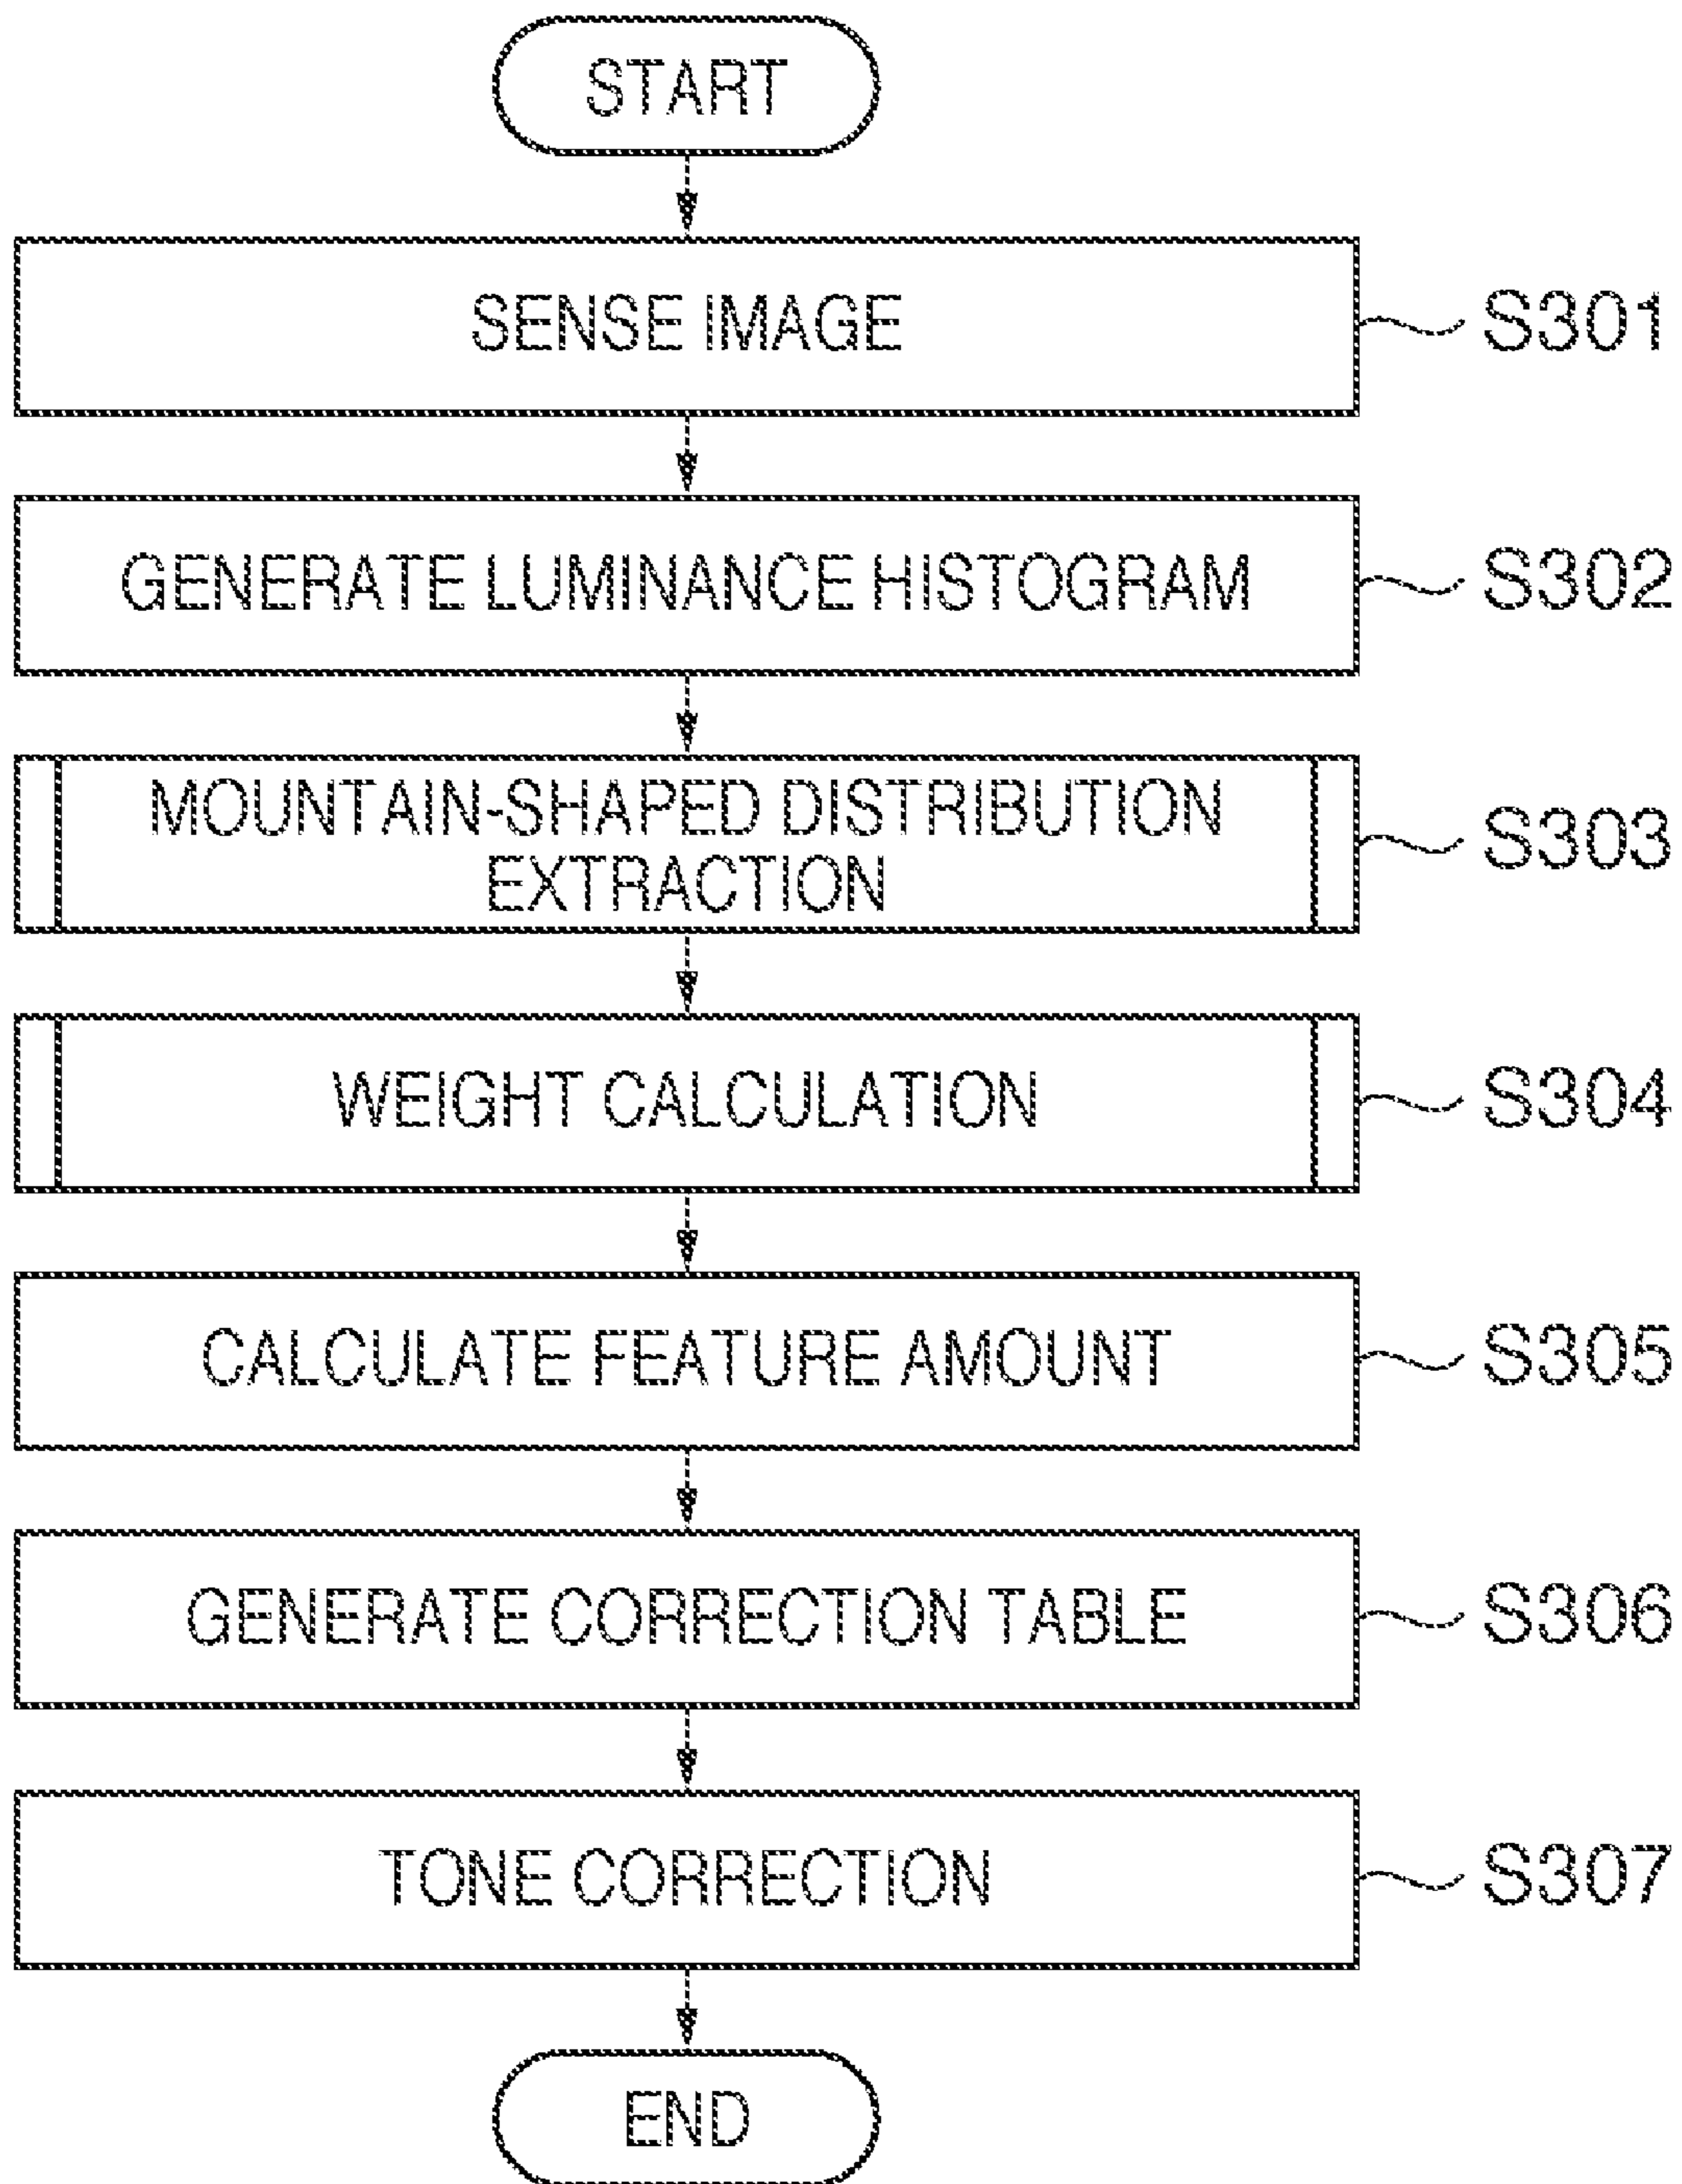 START
SENSE IMAGE
S301
GENERATE LUMINANCE HISTOGRAM
S302
MOUNTAIN-SHAPED DISTRIBUTION
EXTRACTION
S303
WEIGHT CALCULATION
S304
CALCULATE FEATURE AMOUNT
S305
GENERATE CORRECTION TABLE
S306
TONE CORRECTION
S307
END